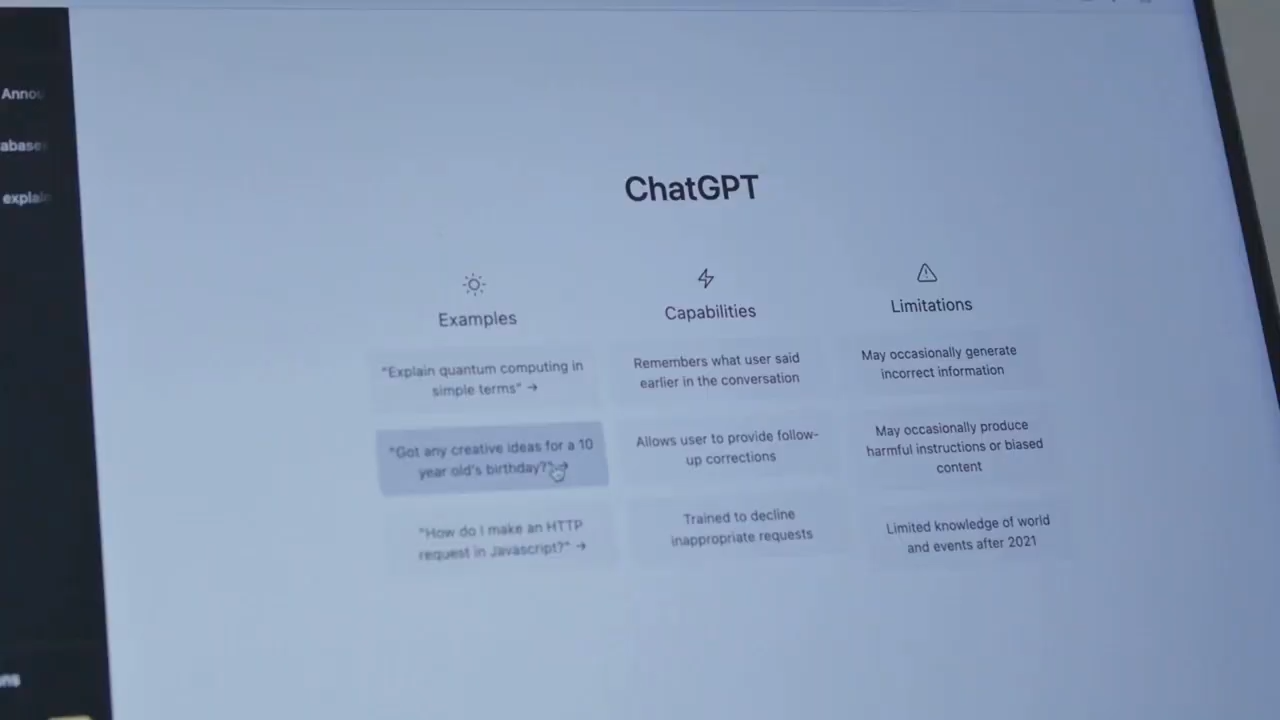 ChatGPT
Examples
"Explain quantum computing in
simple terms" →
"Got any creative ideas for a 10
year old's birthday?" →
"How do I make an HTTP
request in Javascript?" →
Capabilities
Remembers what user said
earlier in the conversation
Allows user to provide follow-
up corrections
Trained to decline
inappropriate requests
Limitations
May occasionally generate
incorrect information
May occasionally produce
harmful instructions or biased
content
Limited knowledge of world
and events after 2021